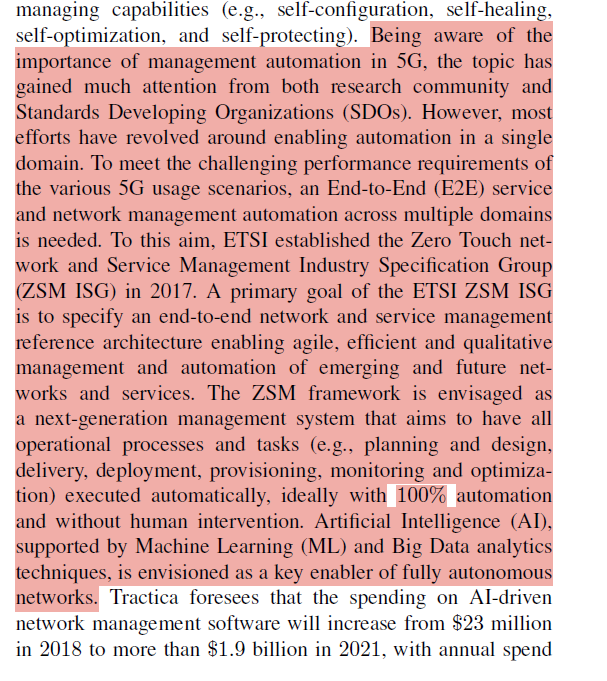 managing capabilities (e.g., self-configuration, self-healing,
self-optimization, and self-protecting). Being aware of the
importance of management automation in 5G, the topic has
gained much attention from both research community and
Standards Developing Organizations (SDOs). However, most
efforts have revolved around enabling automation in a single
domain. To meet the challenging performance requirements of
the various 5G usage scenarios, an End-to-End (E2E) service
and network management automation across multiple domains
is needed. To this aim, ETSI established the Zero Touch net-
work and Service Management Industry Specification Group
(ZSM ISG) in 2017. A primary goal of the ETSI ZSM ISG
is to specify an end-to-end network and service management
reference architecture enabling agile, efficient and qualitative
management and automation of emerging and future net-
works and services. The ZSM framework is envisaged as
a next-generation management system that aims to have all
operational processes and tasks (e.g., planning and design,
delivery, deployment, provisioning, monitoring and optimiza-
tion) executed automatically, ideally with 100% automation
and without human intervention. Artificial Intelligence (AI),
supported by Machine Learning (ML) and Big Data analytics
techniques, is envisioned as a key enabler of fully autonomous
networks. Tractica foresees that the spending on AI-driven
network management software will increase from $23 million
in 2018 to more than $1.9 billion in 2021, with annual spend